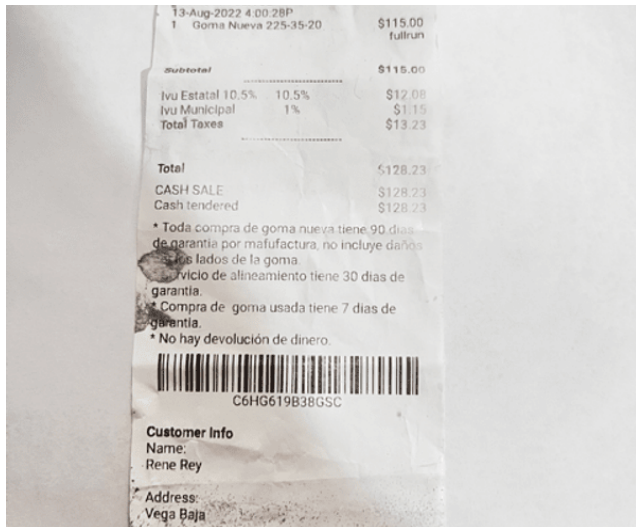 13-Aug-2022 4:00:28P
1 Goma Nueva 225-35-20 $115.00
fullrun
Subtotal $115.00
Ivu Estatal 10.5% 10.5% $12.08
Ivu Municipal 1% $1.15
Total Taxes $13.23
Total $128.23
CASH SALE $128.23
Cash tendered $128.23
* Toda compra de goma nueva tiene 90 dias
de garantia por mafufactura, no incluye daños
los lados de la goma
rvicio de alineamiento tiene 30 dias de
garantia.
* Compra de goma usada tiene 7 dias de
garantia.
* No hay devolución de dinero.
C6HG619B38GSC
Customer Info
Name:
Rene Rey
Address:
Vega Baja